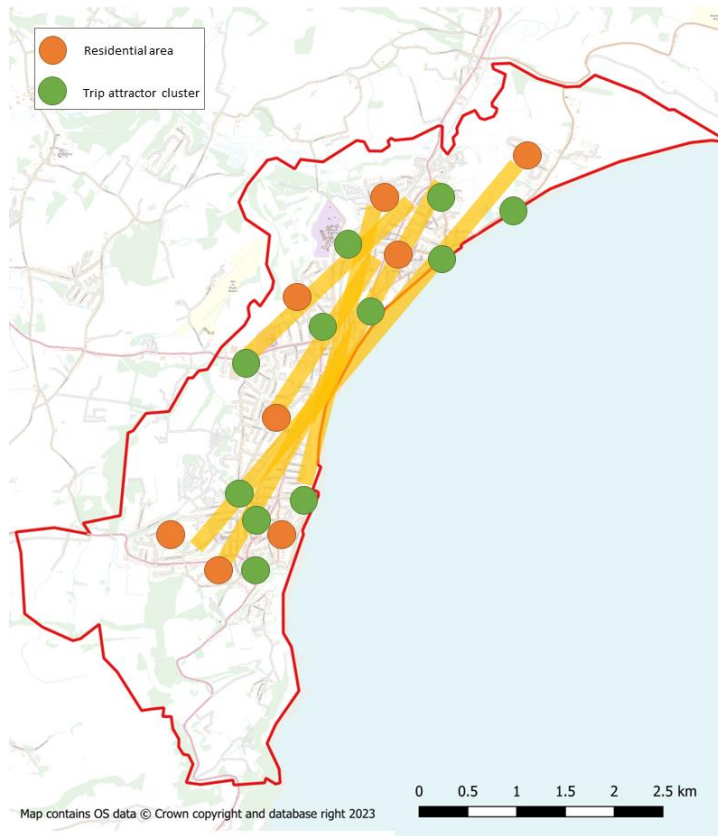 Residential area
Trip attractor cluster
0 0.5 1 1.5 2 2.5 km
Map contains OS data © Crown copyright and database right 2023